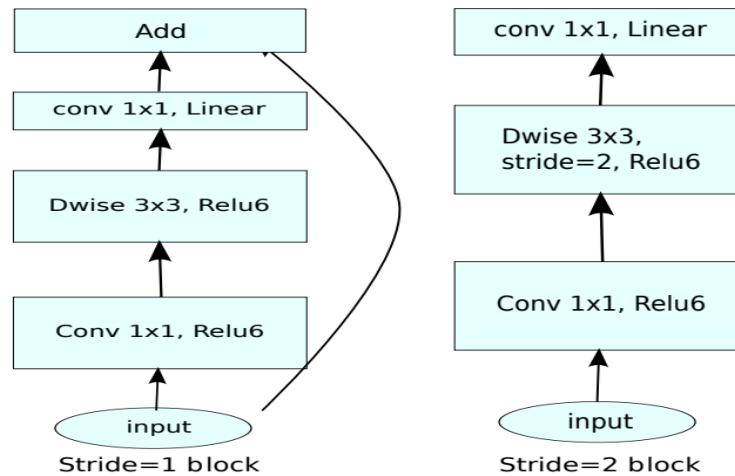 Add
conv 1x1, Linear
Dwise 3x3, Relu6
Conv 1x1, Relu6
input
Stride=1 block
conv 1x1, Linear
Dwise 3x3,
stride=2, Relu6
Conv 1x1, Relu6
input
Stride=2 block